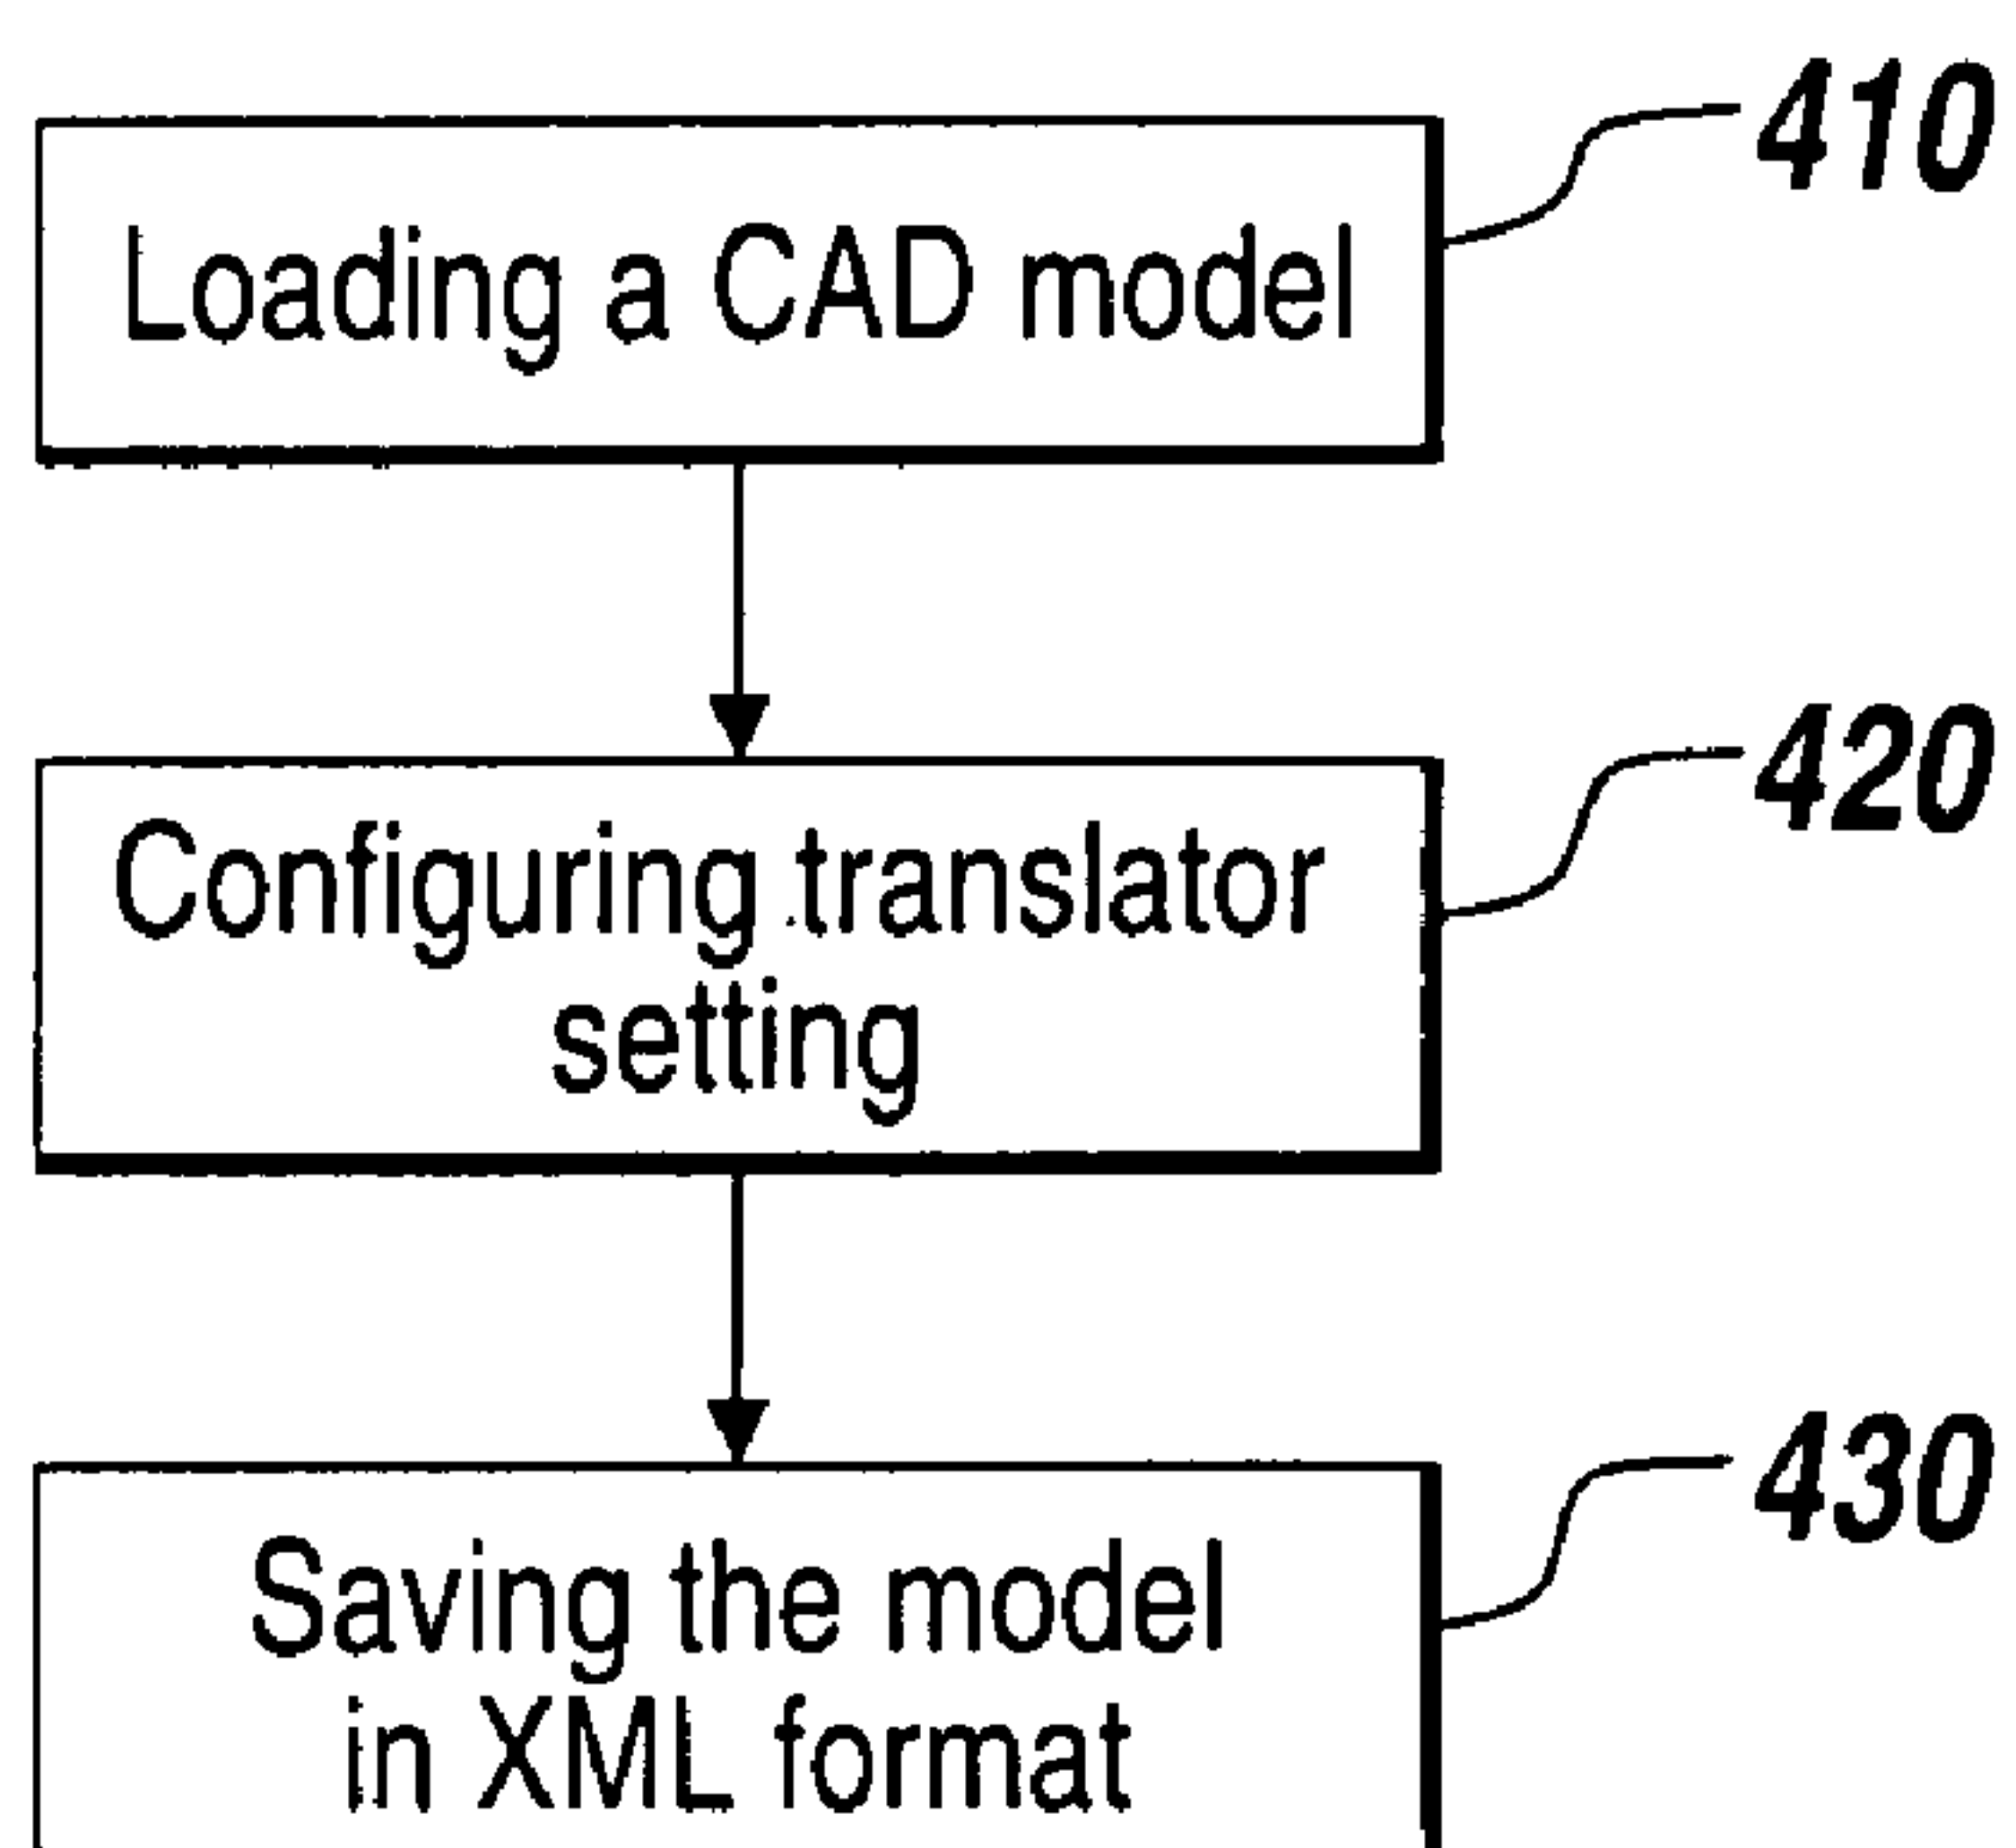 410
Loading a CAD model
420
Configuring translator
setting
430
Saving the model
in XML format